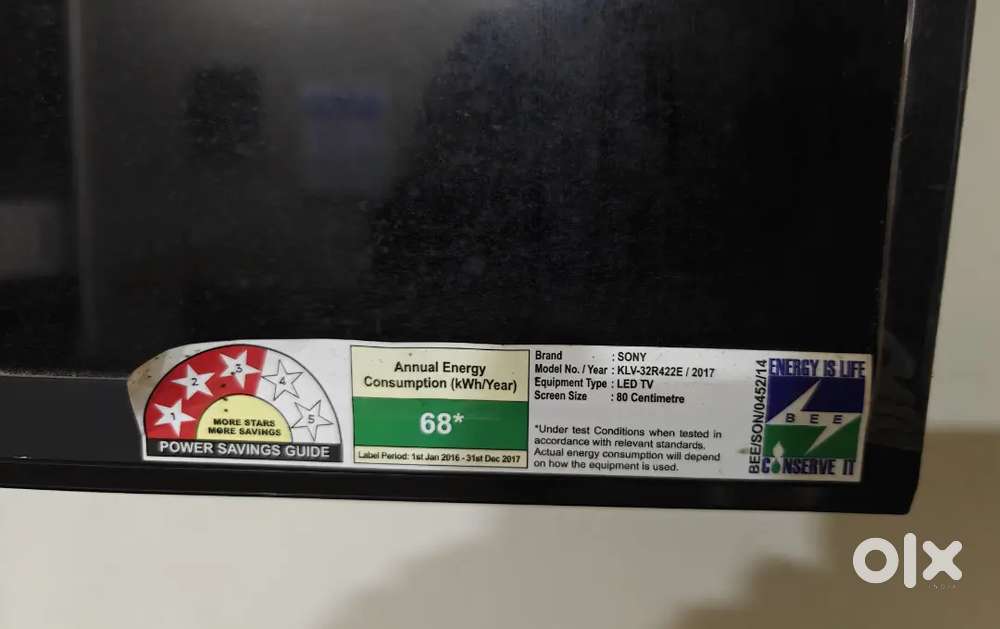 1 2 3 4 5
MORE STARS
MORE SAVINGS
POWER SAVINGS GUIDE
Annual Energy
Consumption (kWh/Year)
68*
Label Period: 1st Jan 2016 - 31st Dec 2017
Brand : SONY
Model No. / Year : KLV-32R422E / 2017
Equipment Type : LED TV
Screen Size : 80 Centimetre
*Under test Conditions when tested in
accordance with relevant standards.
Actual energy consumption will depend
on how the equipment is used.
BEE/SON/0452/14
ENERGY IS LIFE
BEE
CONSERVE IT
olx
INDIA